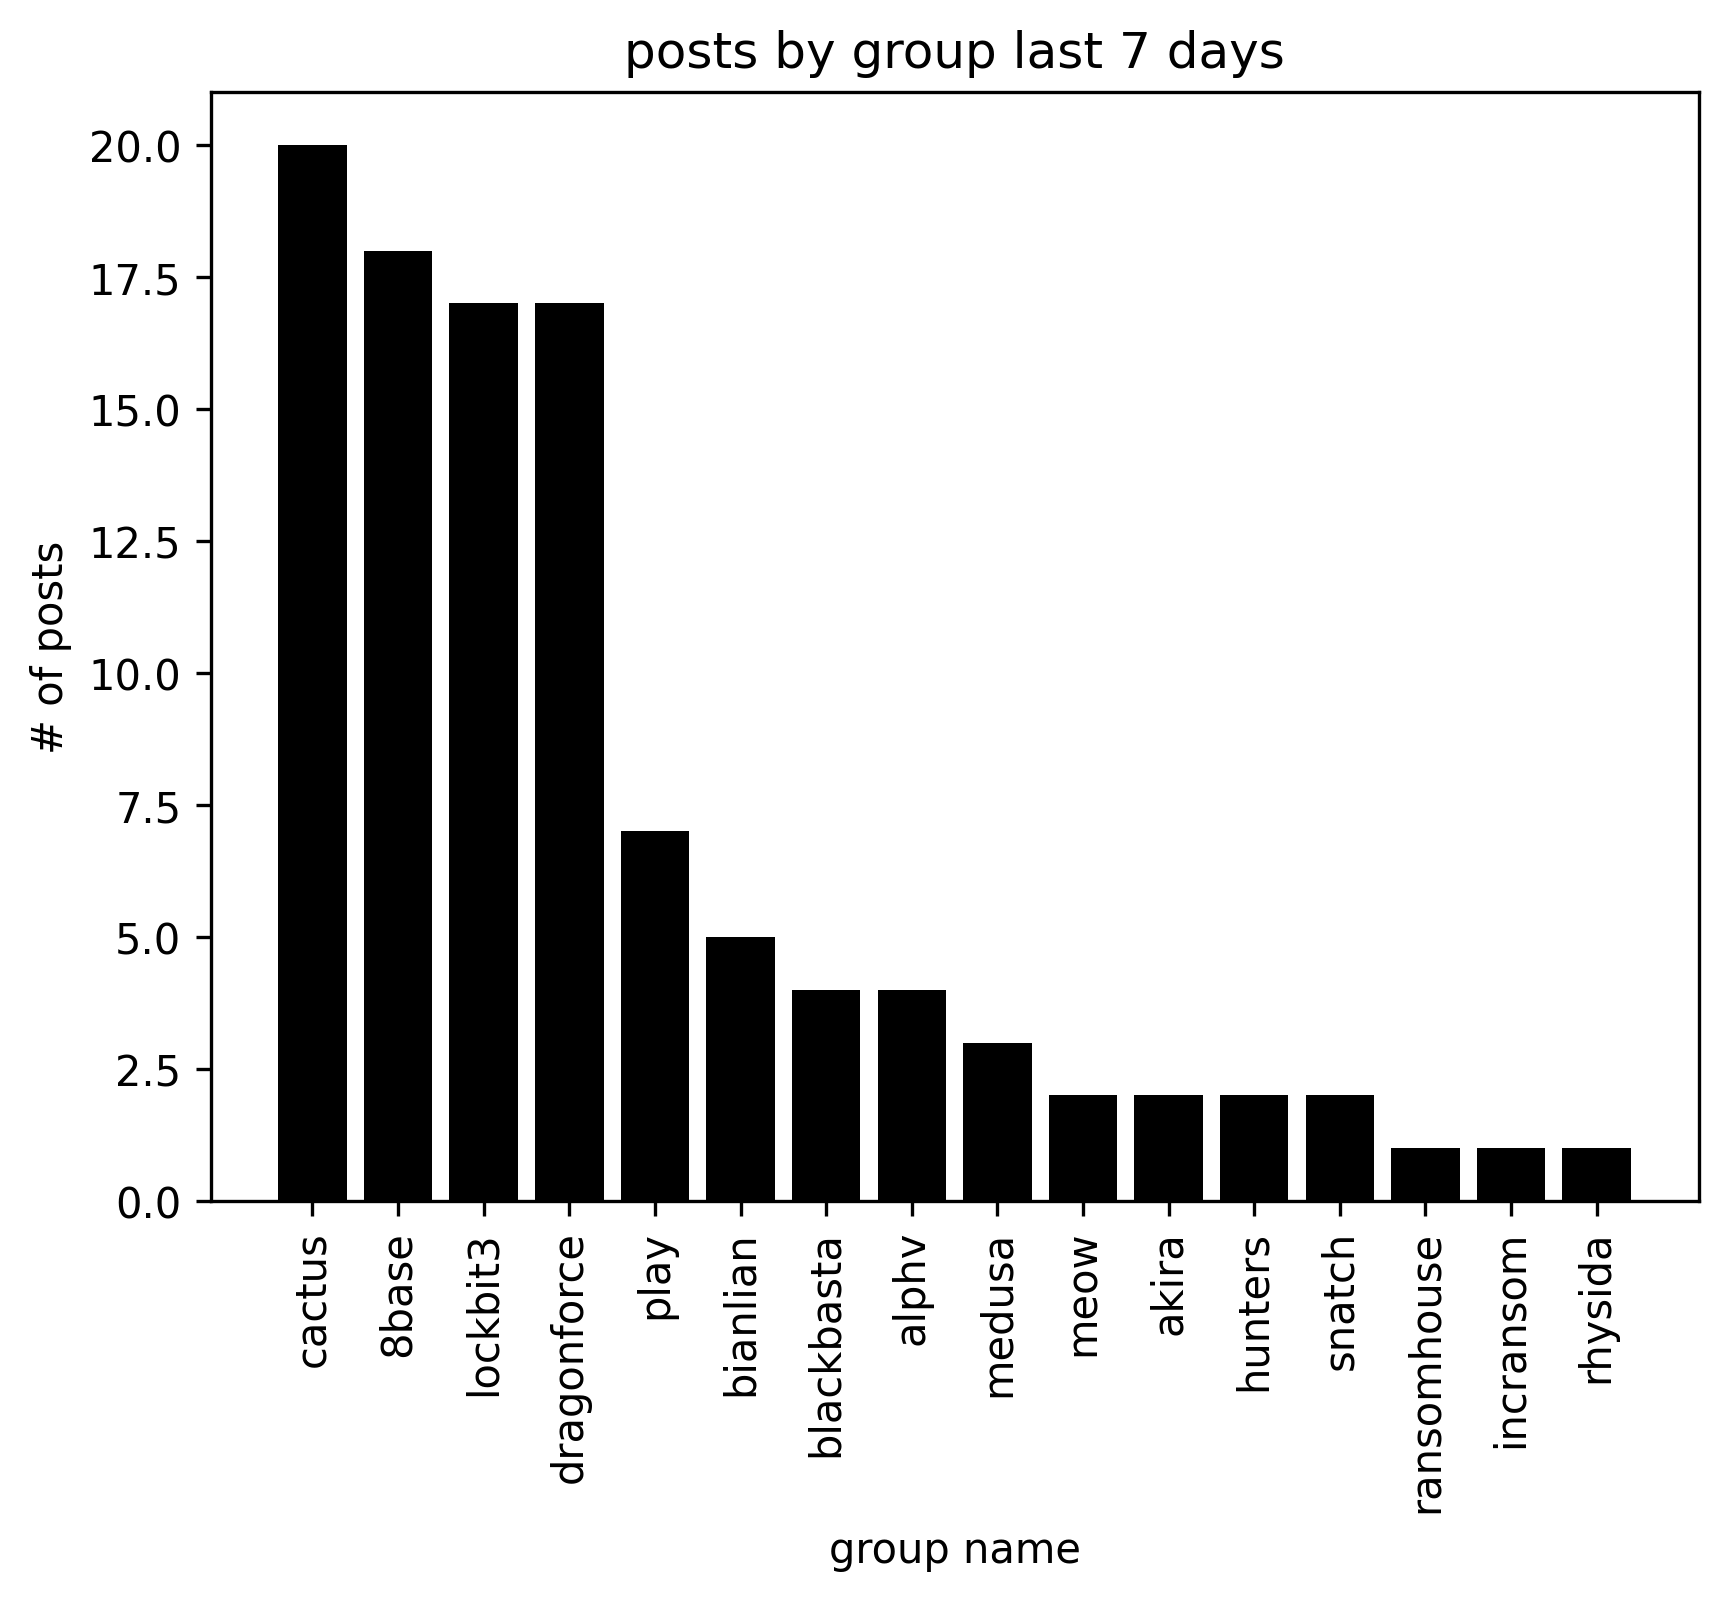 posts by group last 7 days
20.0
17.5
15.0
12.5
10.0
7.5
5.0
2.5
0.0
# of posts
cactus
8base
lockbit3
dragonforce
play
bianlian
blackbasta
alphv
medusa
meow
akira
hunters
snatch
ransomhouse
incransom
rhysida
group name